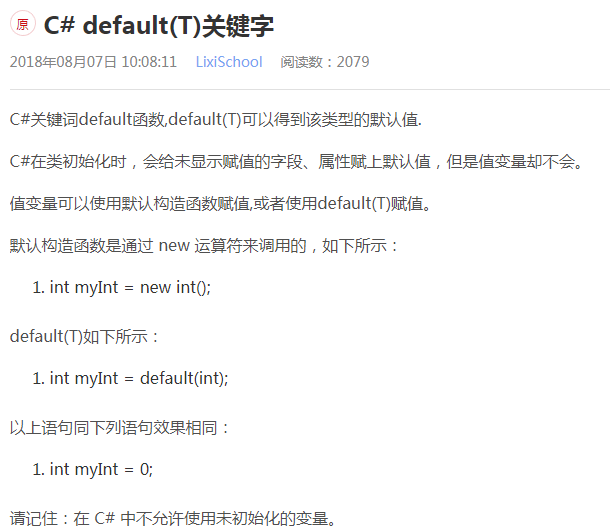 原 C# default(T)关键字
2018年08月07日 10:08:11 LixiSchool 阅读数：2079
C#关键词default函数,default(T)可以得到该类型的默认值.
C#在类初始化时，会给未显示赋值的字段、属性赋上默认值，但是值变量却不会。
值变量可以使用默认构造函数赋值,或者使用default(T)赋值。
默认构造函数是通过 new 运算符来调用的，如下所示：
1. int myInt = new int();
default(T)如下所示：
1. int myInt = default(int);
以上语句同下列语句效果相同：
1. int myInt = 0;
请记住：在 C# 中不允许使用未初始化的变量。